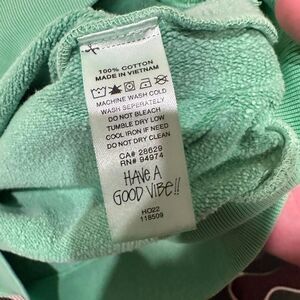 100% COTTON
MADE IN VIETNAM
MACHINE WASH COLD
WASH SEPERATELY
DO NOT BLEACH
TUMBLE DRY LOW
COOL IRON IF NEED
DO NOT DRY CLEAN
CA# 28629
RN# 94974
HAVE A
GOOD VIBE!!
HO22
118509